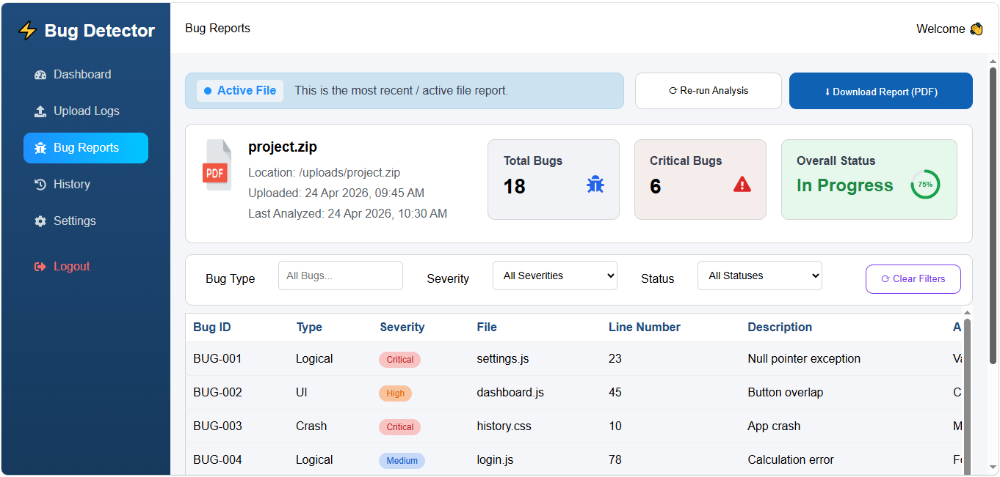 Bug Detector
Dashboard
Upload Logs
Bug Reports
History
Settings
Logout
Bug Reports
Welcome 👏
Active File This is the most recent / active file report.
⟳ Re-run Analysis
⬇ Download Report (PDF)
PDF
project.zip
Location: /uploads/project.zip
Uploaded: 24 Apr 2026, 09:45 AM
Last Analyzed: 24 Apr 2026, 10:30 AM
Total Bugs
18
Critical Bugs
6
Overall Status
In Progress 75%
Bug Type All Bugs... Severity All Severities Status All Statuses ⟳ Clear Filters
Bug ID Type Severity File Line Number Description A
BUG-001 Logical Critical settings.js 23 Null pointer exception
BUG-002 UI High dashboard.js 45 Button overlap C
BUG-003 Crash Critical history.css 10 App crash M
BUG-004 Logical Medium login.js 78 Calculation error